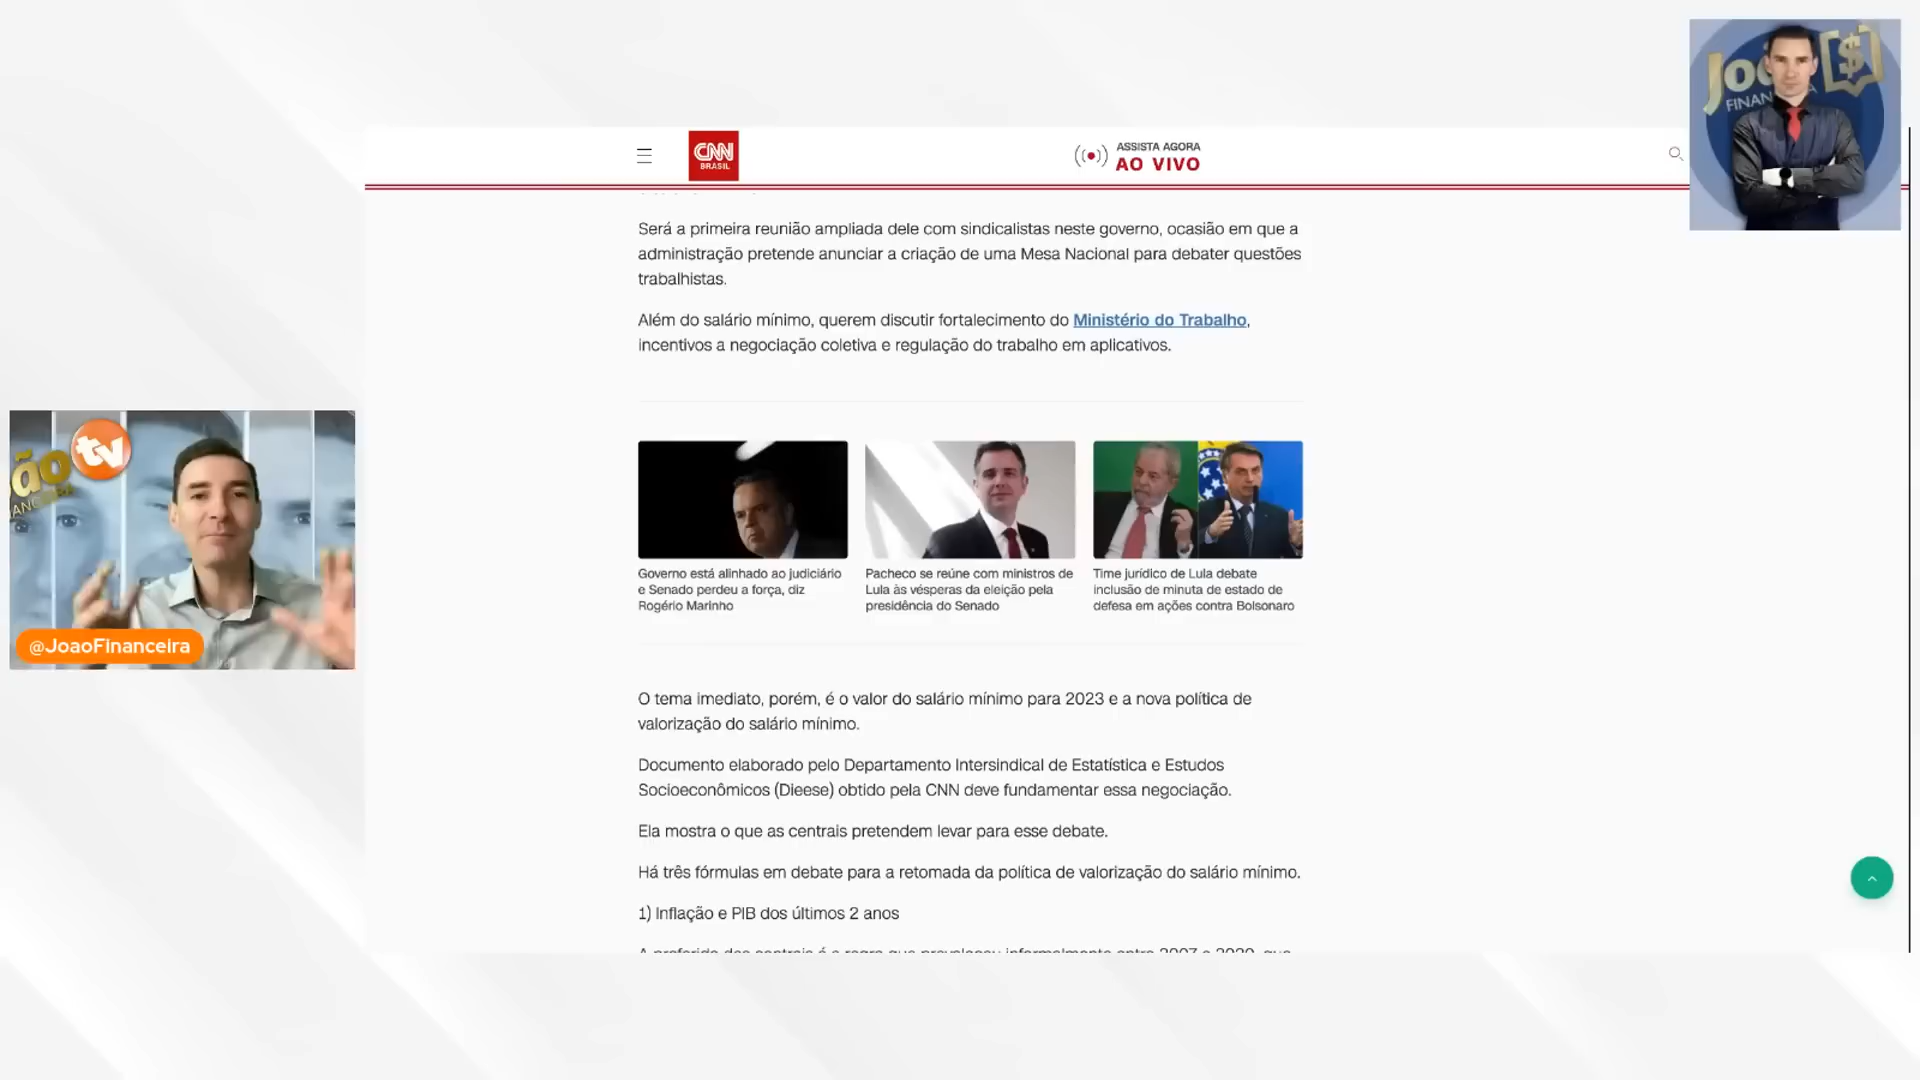 João
FINAN
CNN
BRASIL
ASSISTA AGORA
AO VIVO
Será a primeira reunião ampliada dele com sindicalistas neste governo, ocasião em que a
administração pretende anunciar a criação de uma Mesa Nacional para debater questões
trabalhistas.
Além do salário mínimo, querem discutir fortalecimento do Ministério do Trabalho,
incentivos a negociação coletiva e regulação do trabalho em aplicativos.
tv
ão
@JoaoFinanceira
Governo está alinhado ao judiciário
e Senado perdeu a força, diz
Rogério Marinho
Pacheco se reúne com ministros de
Lula às vésperas da eleição pela
presidência do Senado
Time jurídico de Lula debate
inclusão de minuta de estado de
defesa em ações contra Bolsonaro
O tema imediato, porém, é o valor do salário mínimo para 2023 e a nova política de
valorização do salário mínimo.
Documento elaborado pelo Departamento Intersindical de Estatística e Estudos
Socioeconômicos (Dieese) obtido pela CNN deve fundamentar essa negociação.
Ela mostra o que as centrais pretendem levar para esse debate.
Há três fórmulas em debate para a retomada da política de valorização do salário mínimo.
1) Inflação e PIB dos últimos 2 anos